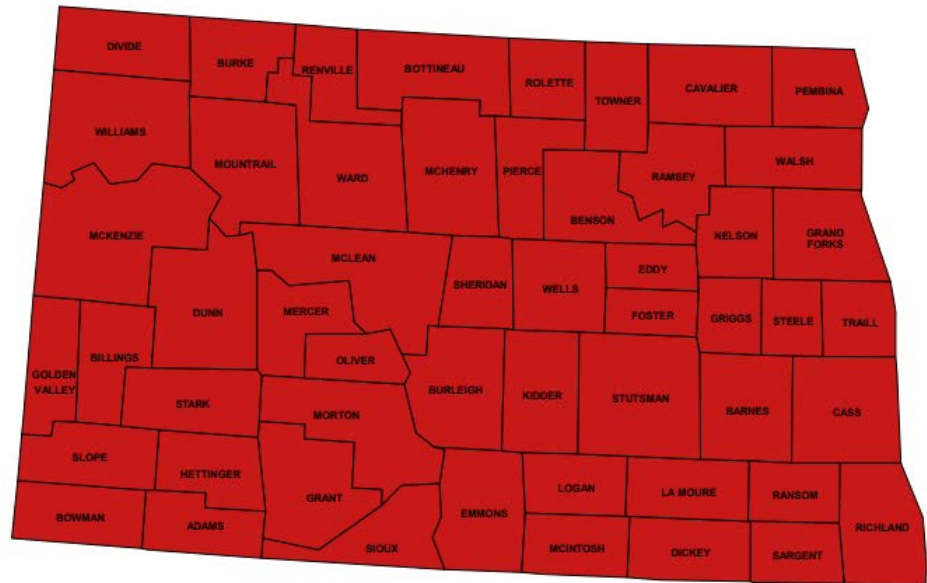 DIVIDE
BURKE
RENVILLE
BOTTINEAU
ROLETTE
TOWNER
CAVALIER
PEMBINA
WILLIAMS
MOUNTRAIL
WARD
MCHENRY
PIERCE
BENSON
RAMSEY
WALSH
MCKENZIE
MCLEAN
SHERIDAN
WELLS
EDDY
NELSON
GRAND
FORKS
DUNN
MERCER
OLIVER
FOSTER
GRIGGS
STEELE
TRAILL
GOLDEN
VALLEY
BILLINGS
STARK
MORTON
BURLEIGH
KIDDER
STUTSMAN
BARNES
CASS
SLOPE
HETTINGER
GRANT
EMMONS
LOGAN
LA MOURE
RANSOM
RICHLAND
BOWMAN
ADAMS
SIOUX
MCINTOSH
DICKEY
SARGENT